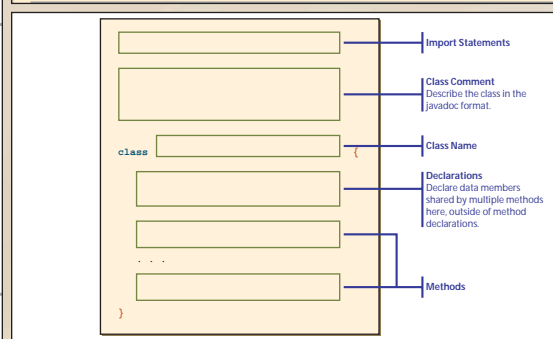 Import Statements
Class Comment
Describe the class in the
javadoc format.
class {
Class Name
Declarations
Declare data members
shared by multiple methods
here, outside of method
declarations.
. . .
Methods
}